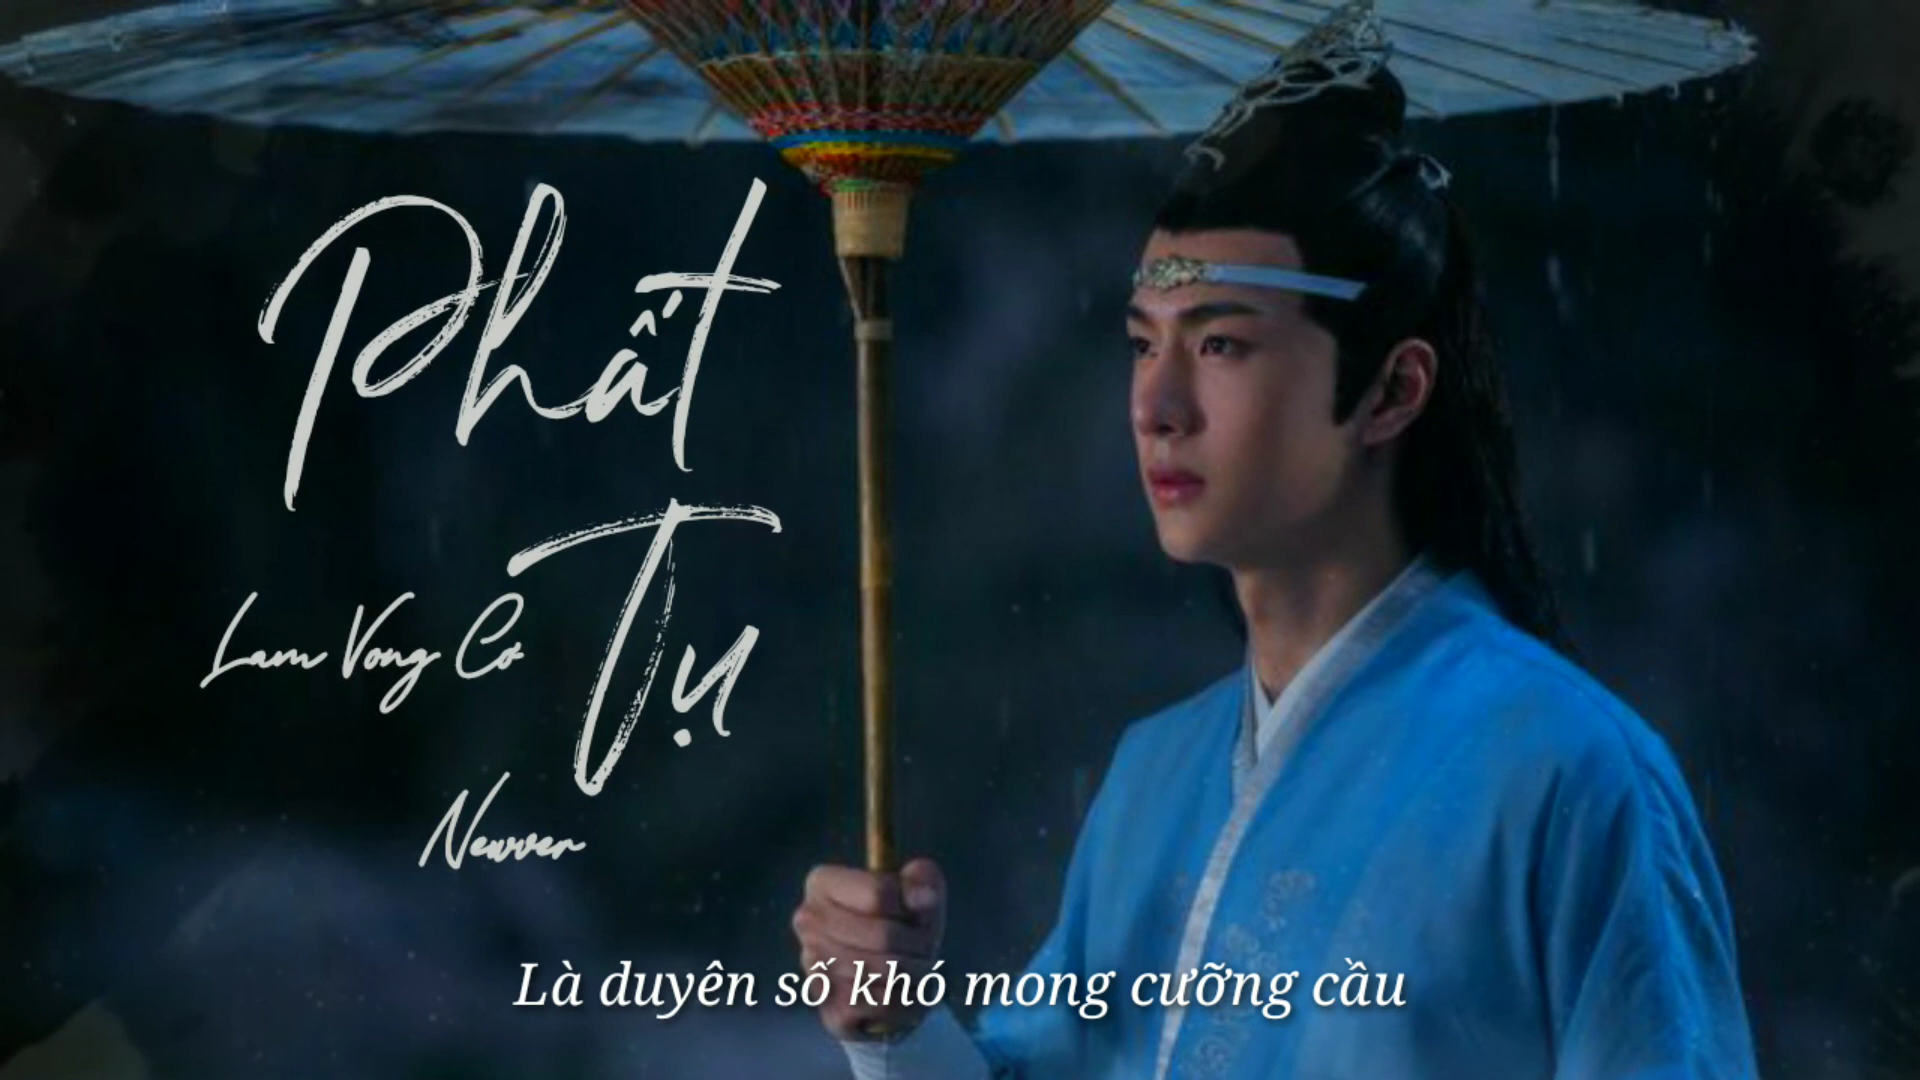 Phất
Tụ
Lam Vong Cơ
Newver
Là duyên số khó mong cưỡng cầu